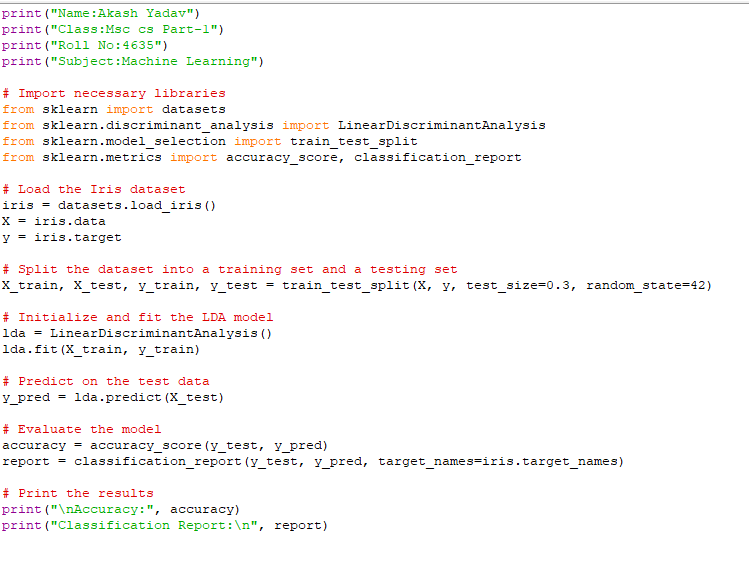 print("Name:Akash Yadav")
print("Class:Msc cs Part-1")
print("Roll No:4635")
print("Subject:Machine Learning")
# Import necessary libraries
from sklearn import datasets
from sklearn.discriminant_analysis import LinearDiscriminantAnalysis
from sklearn.model_selection import train_test_split
from sklearn.metrics import accuracy_score, classification_report
# Load the Iris dataset
iris = datasets.load_iris()
X = iris.data
y = iris.target
# Split the dataset into a training set and a testing set
X_train, X_test, y_train, y_test = train_test_split(X, y, test_size=0.3, random_state=42)
# Initialize and fit the LDA model
lda = LinearDiscriminantAnalysis()
lda.fit(X_train, y_train)
# Predict on the test data
y_pred = lda.predict(X_test)
# Evaluate the model
accuracy = accuracy_score(y_test, y_pred)
report = classification_report(y_test, y_pred, target_names=iris.target_names)
# Print the results
print("\nAccuracy:", accuracy)
print("Classification Report:\n", report)